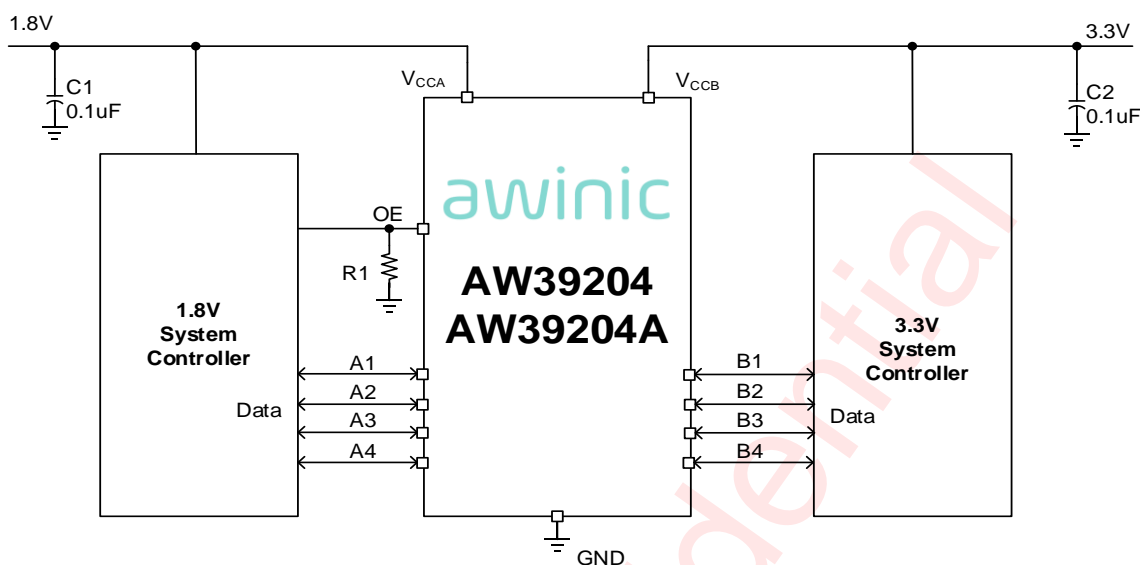 1.8V
3.3V
C1
0.1uF
VCCA
VCCB
C2
0.1uF
awinic
OE
R1
AW39204
AW39204A
1.8V
System
Controller
3.3V
System
Controller
A1
A2
A3
A4
Data
B1
B2
B3
B4
Data
GND
dential